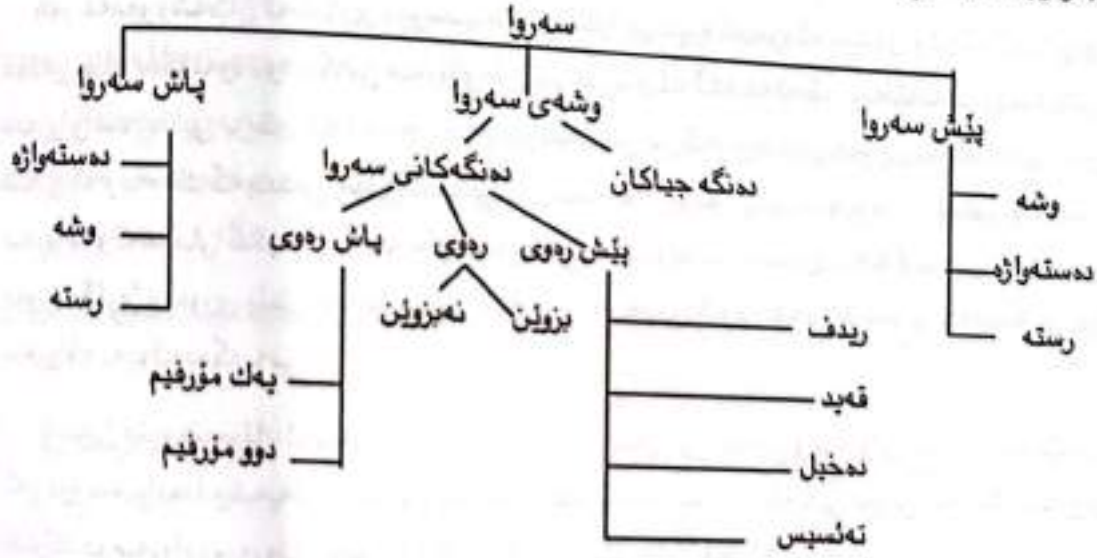 سەروا
پێش سەروا
وشەی سەروا
پاش سەروا
وشە
دەستەواژە
رستە
دەنگە جیاکان
دەنگەکانی سەروا
پێش رەوی
رەوی
پاش رەوی
ریدف
قەید
دەخیل
تەئسیس
بزوێن
نەبزوێن
یەك مۆرفیم
دوو مۆرفیم
دەستەواژە
وشە
رستە